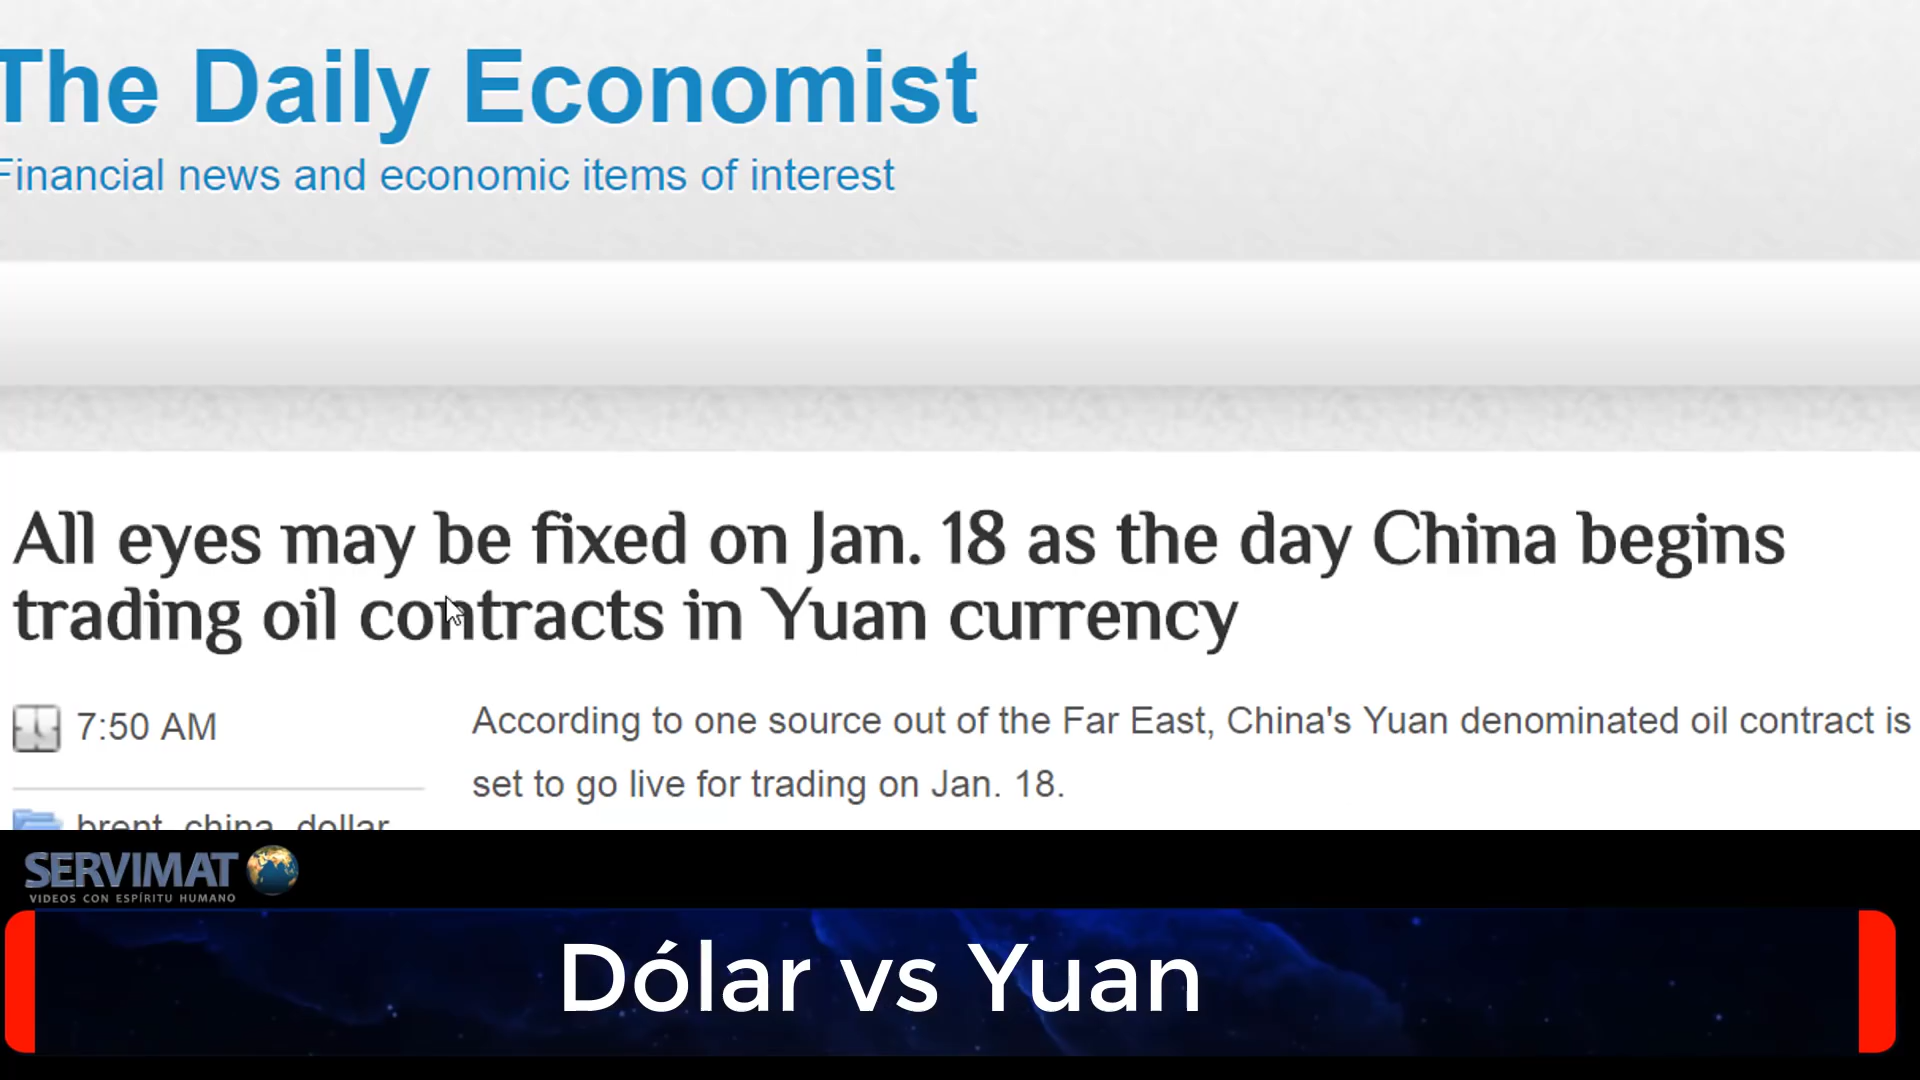 The Daily Economist
Financial news and economic items of interest
All eyes may be fixed on Jan. 18 as the day China begins
trading oil contracts in Yuan currency
7:50 AM
According to one source out of the Far East, China's Yuan denominated oil contract is
set to go live for trading on Jan. 18.
brent, china, dollar,
SERVIMAT
VIDEOS CON ESPÍRITU HUMANO
Dólar vs Yuan